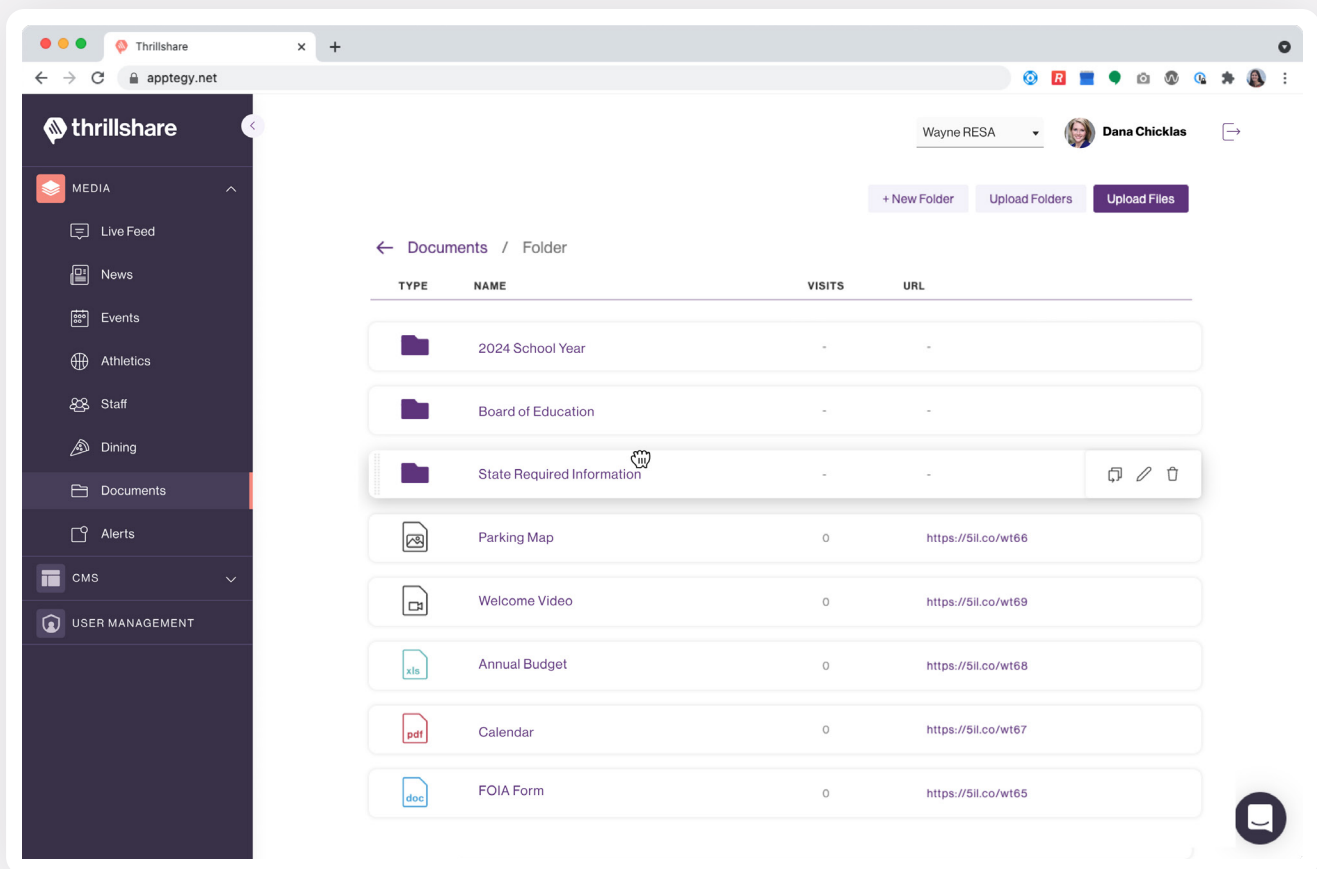 Thrillshare
apptegy.net
R
thrillshare
Wayne RESA
Dana Chicklas
MEDIA
Live Feed
News
Events
Athletics
Staff
Dining
Documents
Alerts
CMS
USER MANAGEMENT
+ New Folder Upload Folders Upload Files
← Documents / Folder
TYPE NAME VISITS URL
2024 School Year - -
Board of Education - -
State Required Information - -
Parking Map 0 https://5il.co/wt66
Welcome Video 0 https://5il.co/wt69
xls Annual Budget 0 https://5il.co/wt68
pdf Calendar 0 https://5il.co/wt67
doc FOIA Form 0 https://5il.co/wt65